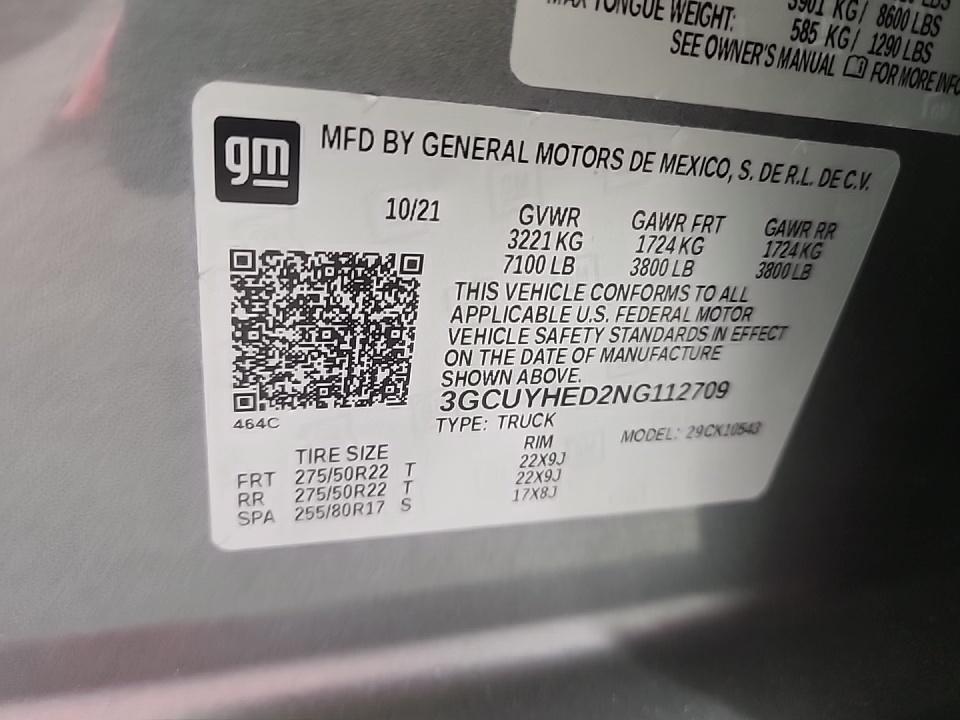 MAX TONGUE WEIGHT:
3901 KG/ 8600 LBS
585 KG/ 1290 LBS
SEE OWNER'S MANUAL FOR MORE INFO
gm
MFD BY GENERAL MOTORS DE MEXICO, S. DE R.L. DE C.V.
10/21
GVWR GAWR FRT GAWR RR
3221 KG 1724 KG 1724 KG
7100 LB 3800 LB 3800 LB
THIS VEHICLE CONFORMS TO ALL
APPLICABLE U.S. FEDERAL MOTOR
VEHICLE SAFETY STANDARDS IN EFFECT
ON THE DATE OF MANUFACTURE
SHOWN ABOVE.
3GCUYHED2NG112709
464C
TYPE: TRUCK MODEL: 29CK10543
TIRE SIZE RIM
FRT 275/50R22 T 22X9J
RR 275/50R22 T 22X9J
SPA 255/80R17 S 17X8J